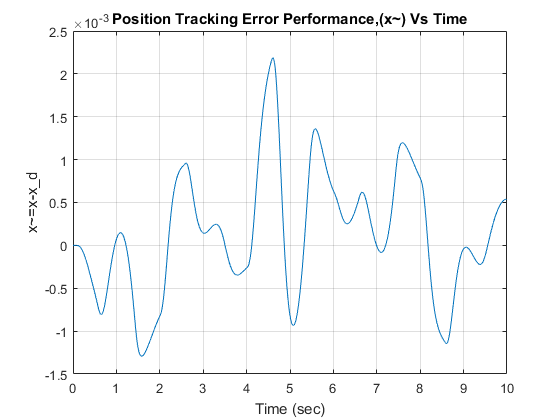 ×10⁻³ Position Tracking Error Performance,(x~) Vs Time
2.5
2
1.5
1
0.5
0
-0.5
-1
-1.5
x~=x-x_d
0 1 2 3 4 5 6 7 8 9 10
Time (sec)